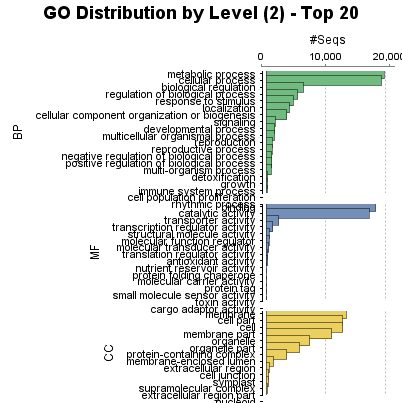 GO Distribution by Level (2) - Top 20
#Seqs
0 10,000 20,000
BP
metabolic process
cellular process
biological regulation
regulation of biological process
response to stimulus
localization
cellular component organization or biogenesis
signaling
developmental process
multicellular organismal process
reproduction
reproductive process
negative regulation of biological process
positive regulation of biological process
multi-organism process
detoxification
growth
immune system process
cell population proliferation
rhythmic process
MF
binding
catalytic activity
transporter activity
transcription regulator activity
structural molecule activity
molecular function regulator
molecular transducer activity
translation regulator activity
antioxidant activity
nutrient reservoir activity
protein folding chaperone
molecular carrier activity
protein tag
small molecule sensor activity
toxin activity
cargo adaptor activity
CC
membrane
cell part
cell
membrane part
organelle
organelle part
protein-containing complex
membrane-enclosed lumen
extracellular region
cell junction
symplast
supramolecular complex
extracellular region part
nucleoid